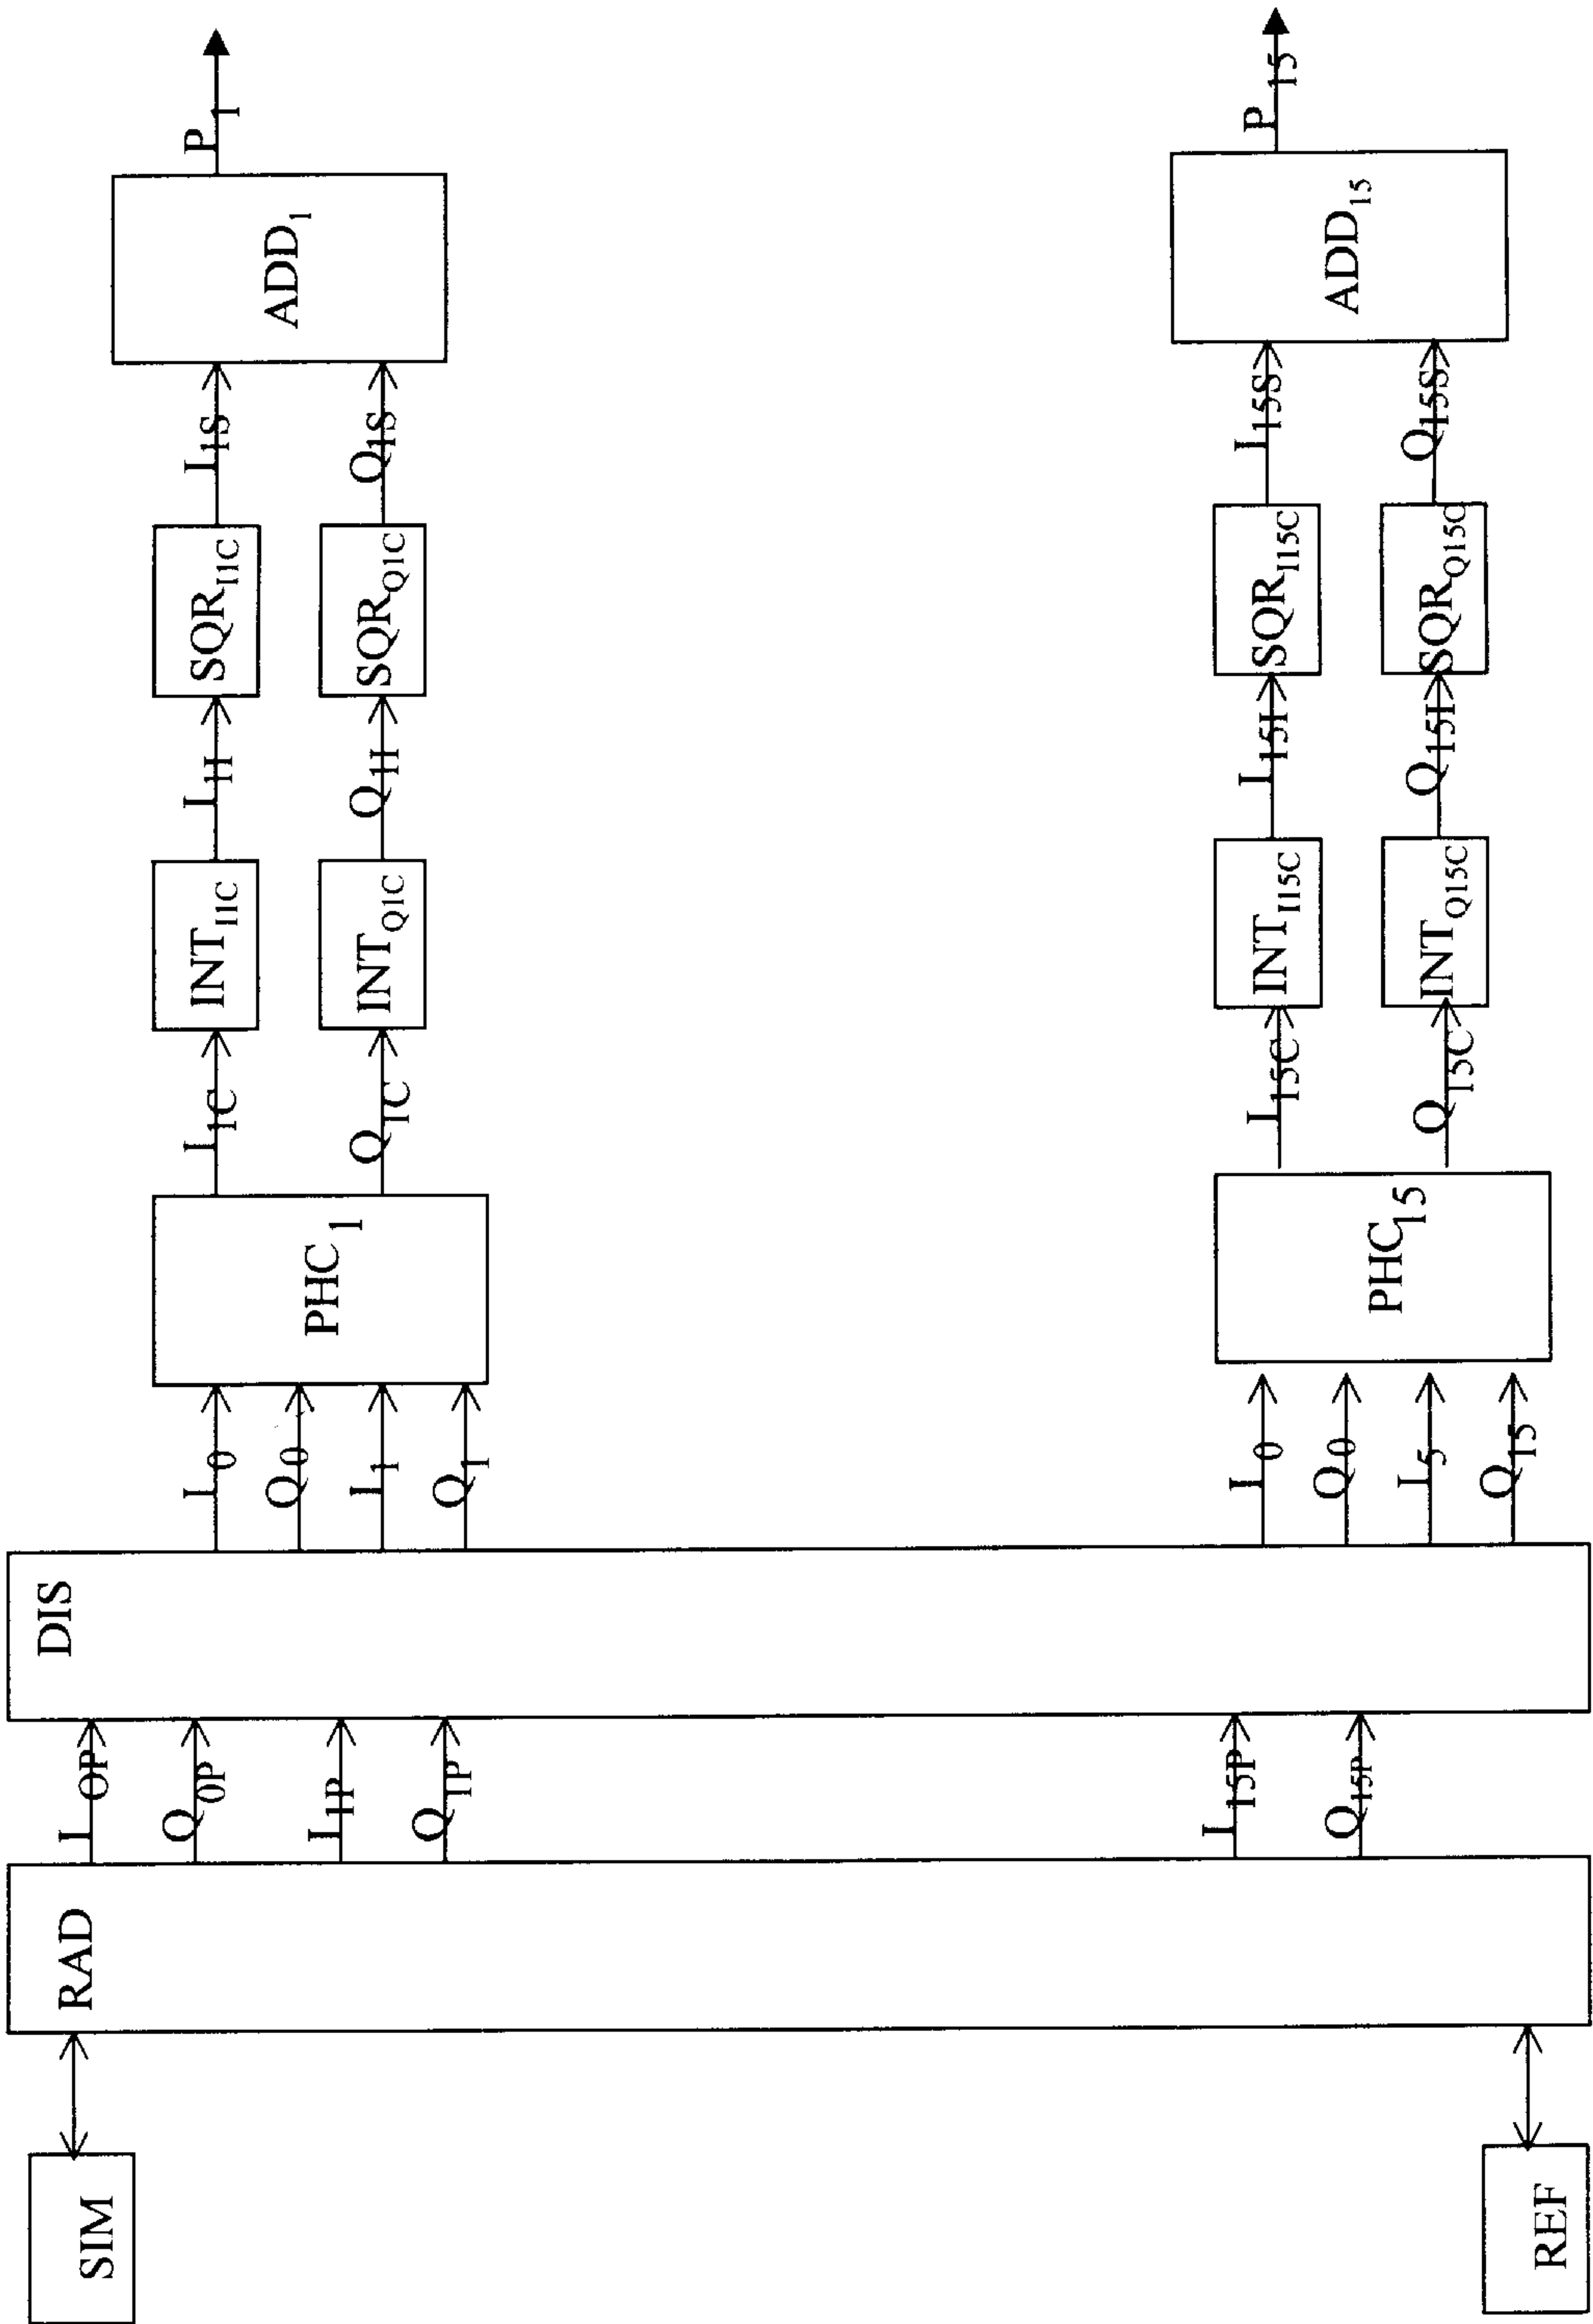 SIM
REF
RAD
I0P
Q0P
I1P
Q1P
I15P
Q15P
DIS
I0
Q0
I1
Q1
PHC1
I1C
Q1C
INTI1C
INTQ1C
I1I
Q1I
SQRI1C
SQRQ1C
I1S
Q1S
ADD1
P1
I0
Q0
I5
Q15
PHC15
I15C
Q15C
INTI15C
INTQ15C
I15I
Q15I
SQRI15C
SQRQ15C
I15S
Q15S
ADD15
P15